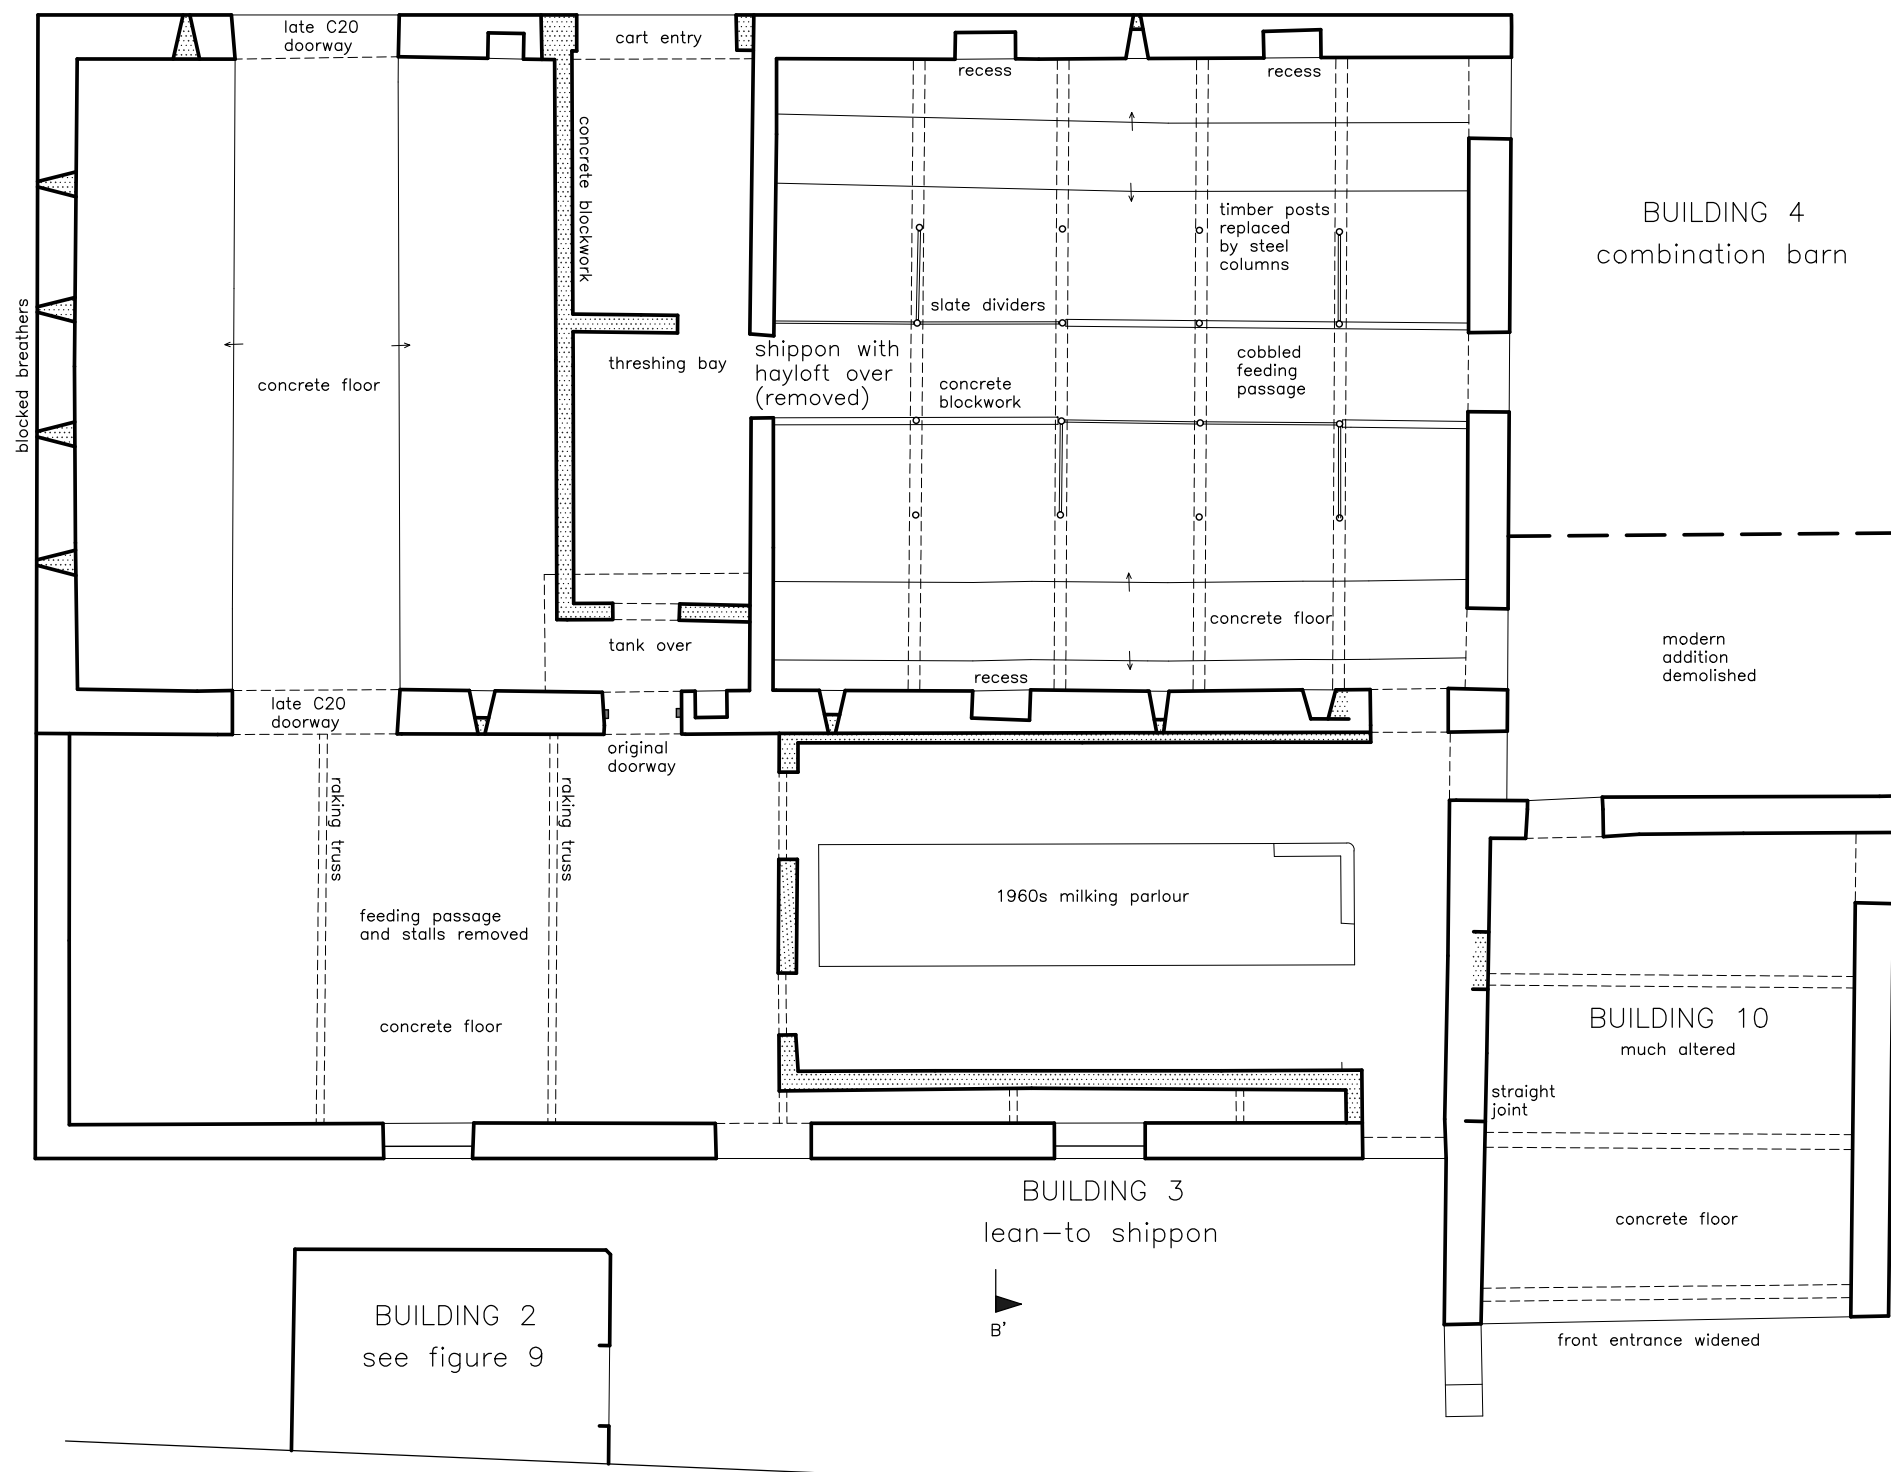 late C20
doorway
cart entry
recess
recess
concrete blockwork
blocked breathers
timber posts
replaced
by steel
columns
BUILDING 4
combination barn
slate dividers
threshing bay
shippon with
hayloft over
(removed)
concrete
blockwork
cobbled
feeding
passage
concrete floor
concrete floor
tank over
recess
modern
addition
demolished
late C20
doorway
original
doorway
raking truss
raking truss
1960s milking parlour
feeding passage
and stalls removed
concrete floor
BUILDING 10
much altered
straight
joint
BUILDING 3
lean-to shippon
concrete floor
B'
BUILDING 2
see figure 9
front entrance widened